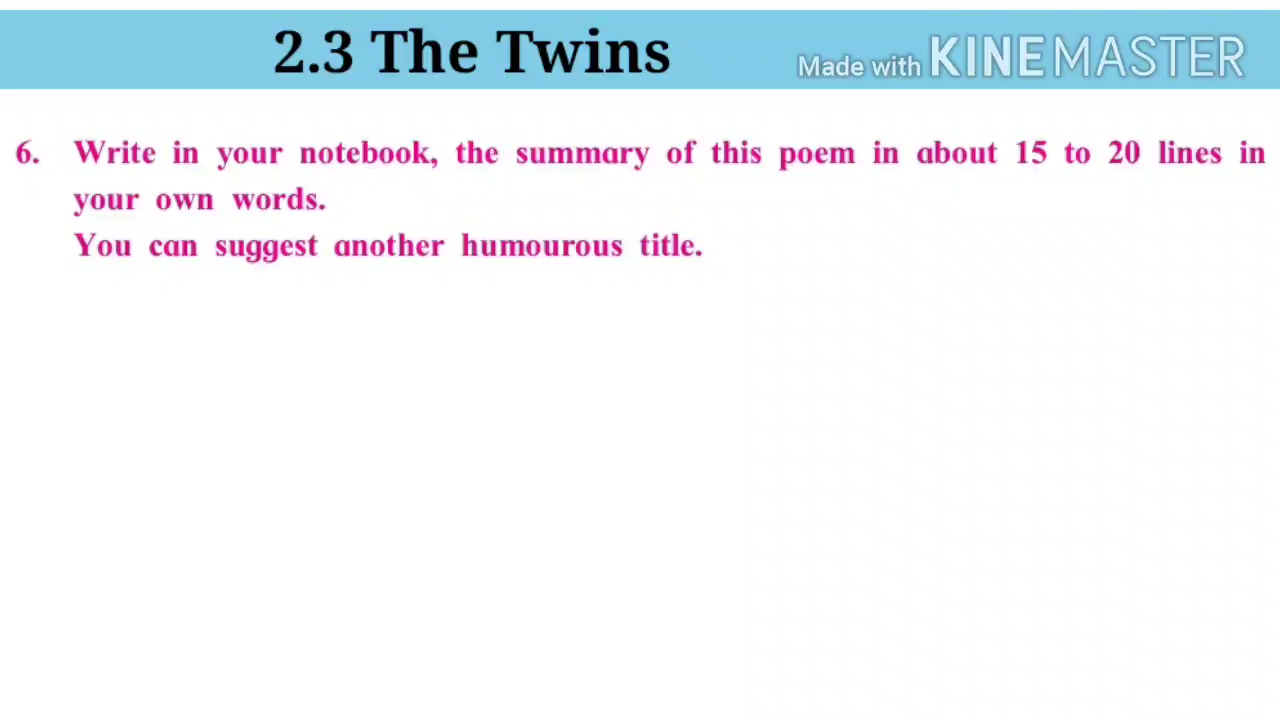 2.3 The Twins
Made with KINEMASTER
6. Write in your notebook, the summary of this poem in about 15 to 20 lines in
your own words.
You can suggest another humourous title.